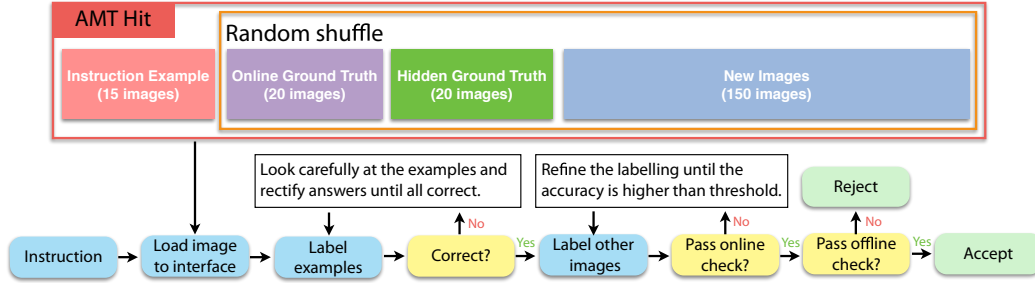 AMT Hit
Random shuffle
Instruction Example
(15 images)
Online Ground Truth
(20 images)
Hidden Ground Truth
(20 images)
New Images
(150 images)
Look carefully at the examples and
rectify answers until all correct.
Refine the labelling until the
accuracy is higher than threshold.
Reject
No
No
No
Instruction
Load image
to interface
Label
examples
Correct?
Yes
Label other
images
Pass online
check?
Yes
Pass offline
check?
Yes
Accept